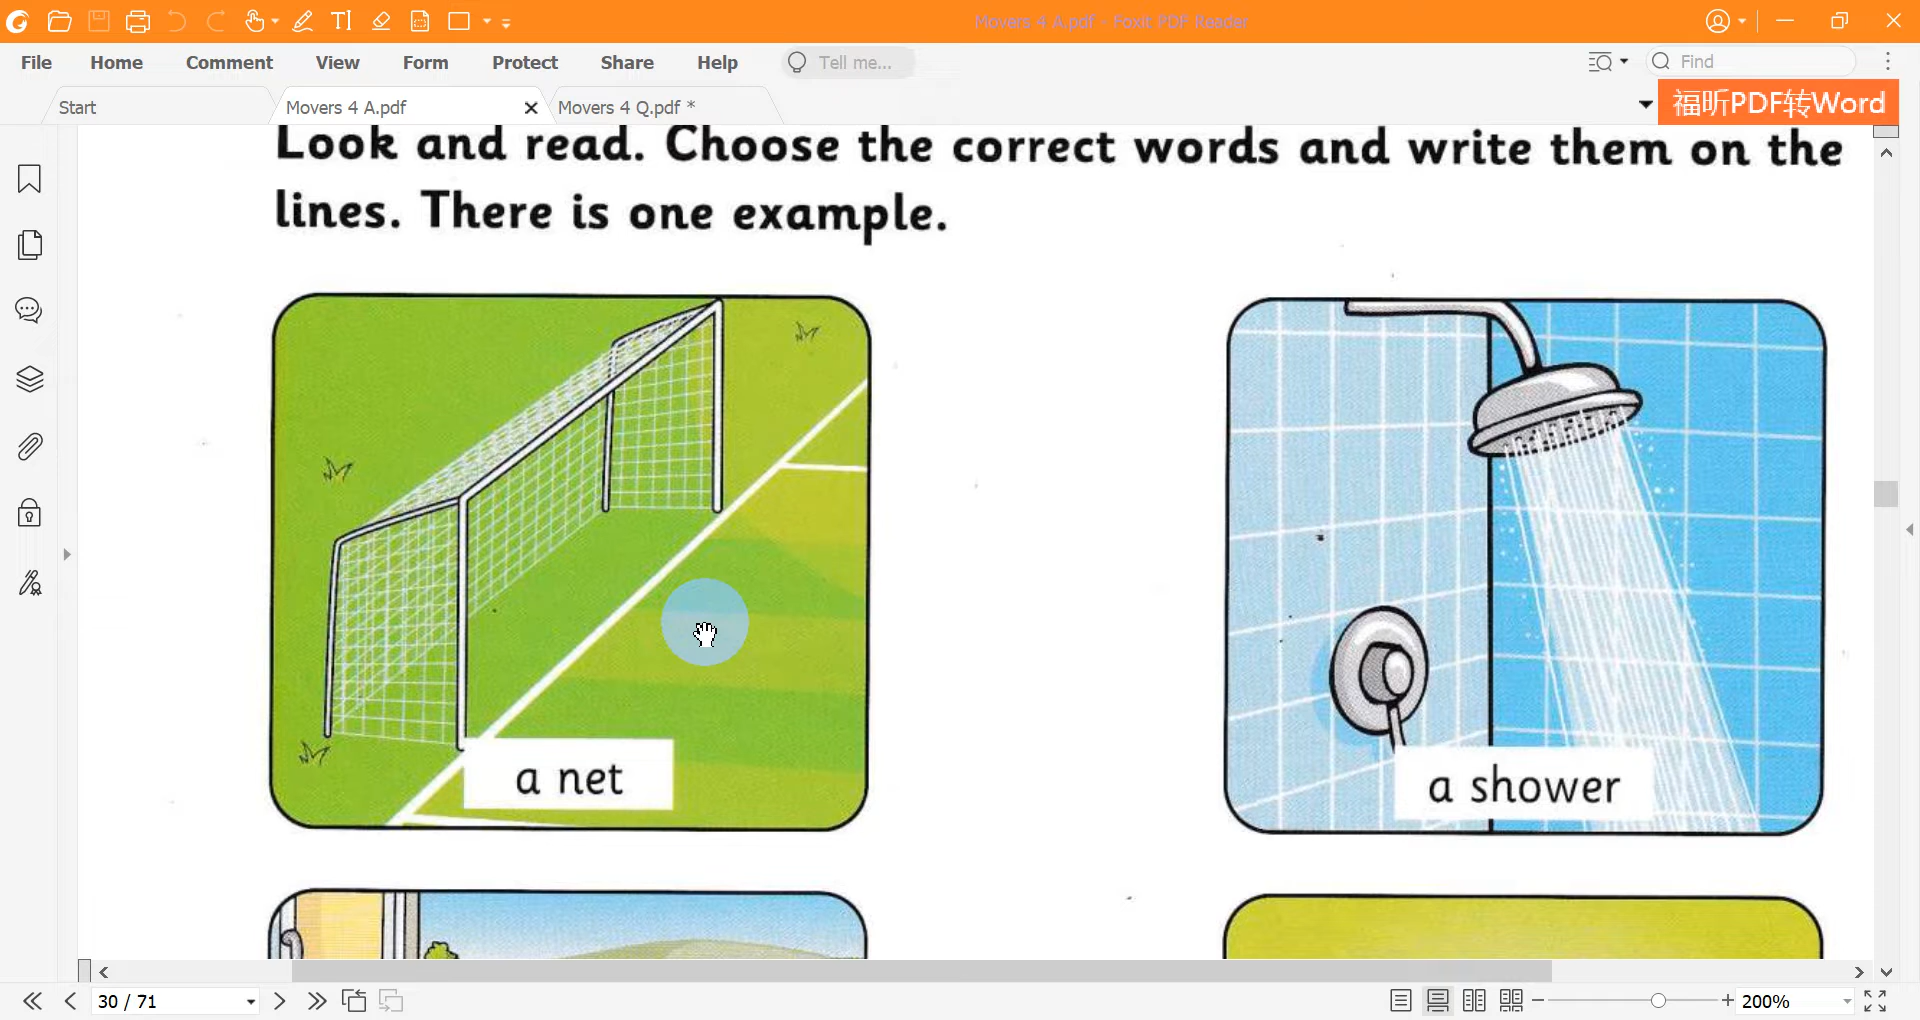 Movers 4 A.pdf - Foxit PDF Reader
File Home Comment View Form Protect Share Help Tell me... Find
Start Movers 4 A.pdf Movers 4 Q.pdf * 福昕PDF转Word
Look and read. Choose the correct words and write them on the
lines. There is one example.
a net
a shower
30 / 71 200%